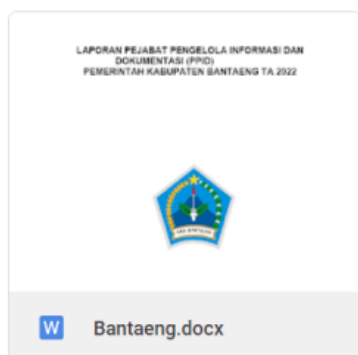 LAPORAN PEJABAT PENGELOLA INFORMASI DAN
DOKUMENTASI (PPID)
PEMERINTAH KABUPATEN BANTAENG TA 2022
W
Bantaeng.docx